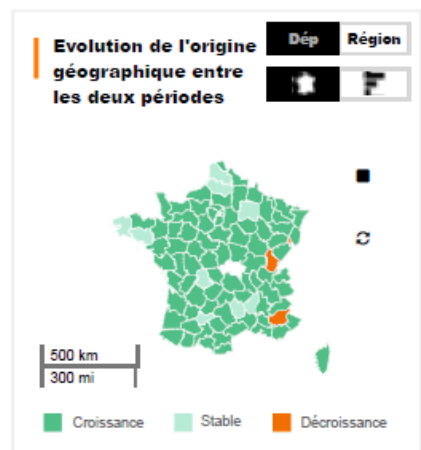 Evolution de l'origine
géographique entre
les deux périodes
Dép Région
500 km
300 mi
Croissance Stable Décroissance